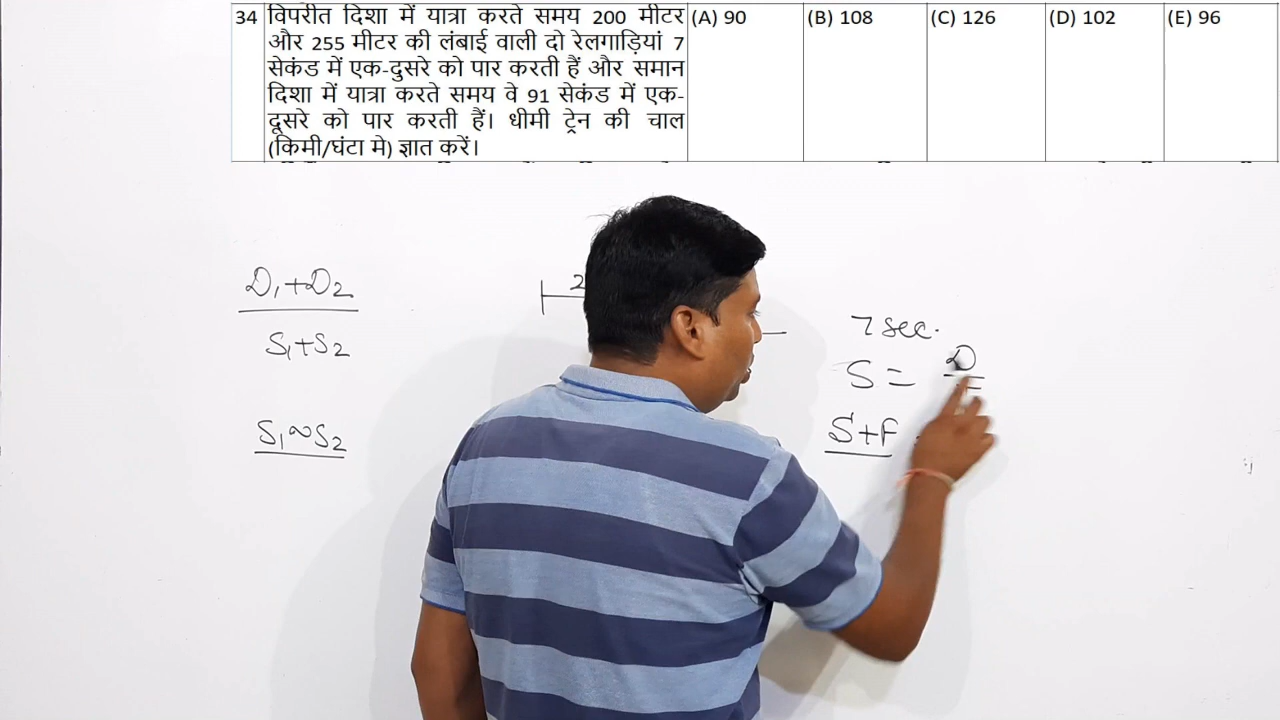 34 विपरीत दिशा में यात्रा करते समय 200 मीटर
और 255 मीटर की लंबाई वाली दो रेलगाड़ियां 7
सेकंड में एक-दुसरे को पार करती हैं और समान
दिशा में यात्रा करते समय वे 91 सेकंड में एक-
दूसरे को पार करती हैं। धीमी ट्रेन की चाल
(किमी/घंटा मे) ज्ञात करें।
(A) 90 (B) 108 (C) 126 (D) 102 (E) 96
D₁+D₂
S₁+S₂
S₁~S₂
2
7 sec.
S = D
S+F